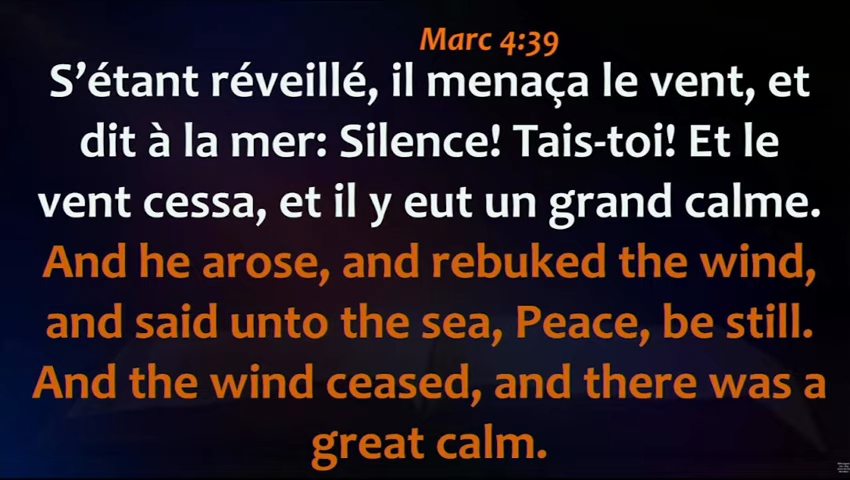 Marc 4:39
S’étant réveillé, il menaça le vent, et
dit à la mer: Silence! Tais-toi! Et le
vent cessa, et il y eut un grand calme.
And he arose, and rebuked the wind,
and said unto the sea, Peace, be still.
And the wind ceased, and there was a
great calm.